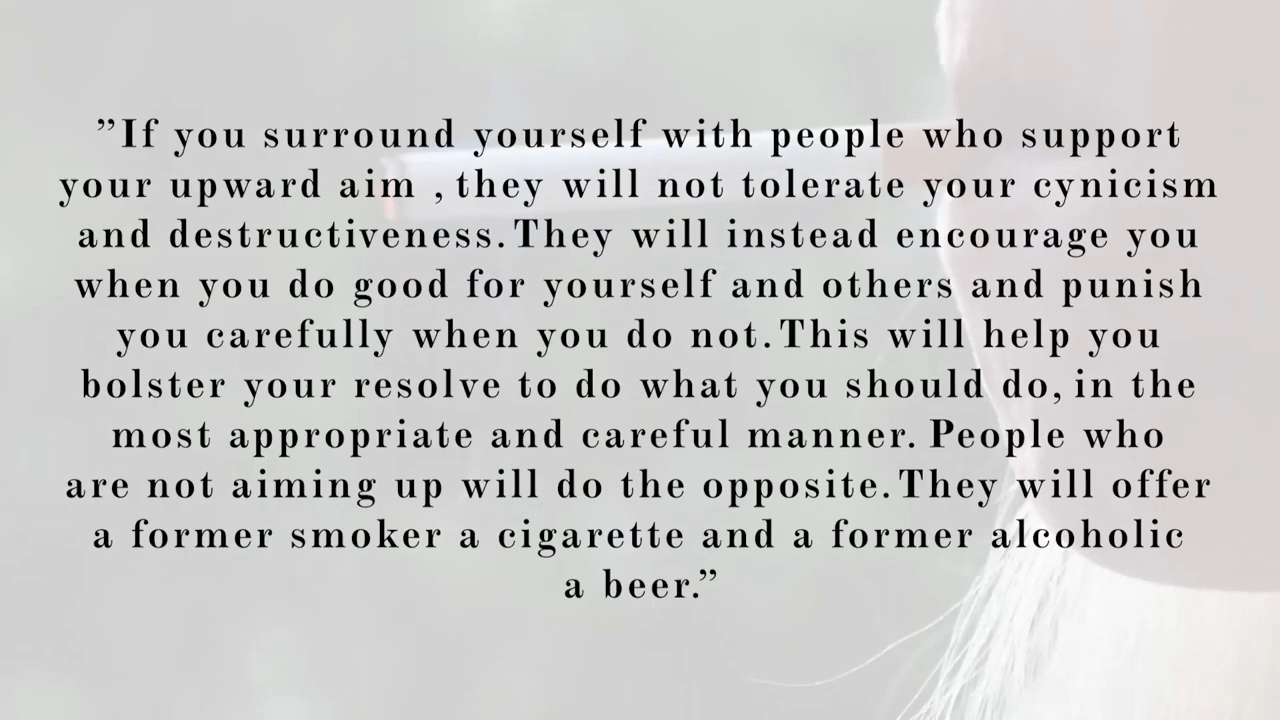 ”If you surround yourself with people who support
your upward aim , they will not tolerate your cynicism
and destructiveness. They will instead encourage you
when you do good for yourself and others and punish
you carefully when you do not. This will help you
bolster your resolve to do what you should do, in the
most appropriate and careful manner. People who
are not aiming up will do the opposite. They will offer
a former smoker a cigarette and a former alcoholic
a beer.”